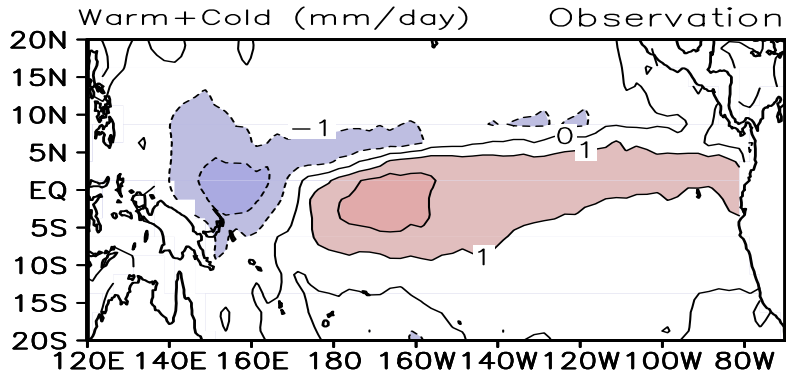 Warm+Cold (mm/day) Observation
20N
15N
10N
5N
EQ
5S
10S
15S
20S
-1
0
1
1
120E 140E 160E 180 160W 140W 120W 100W 80W